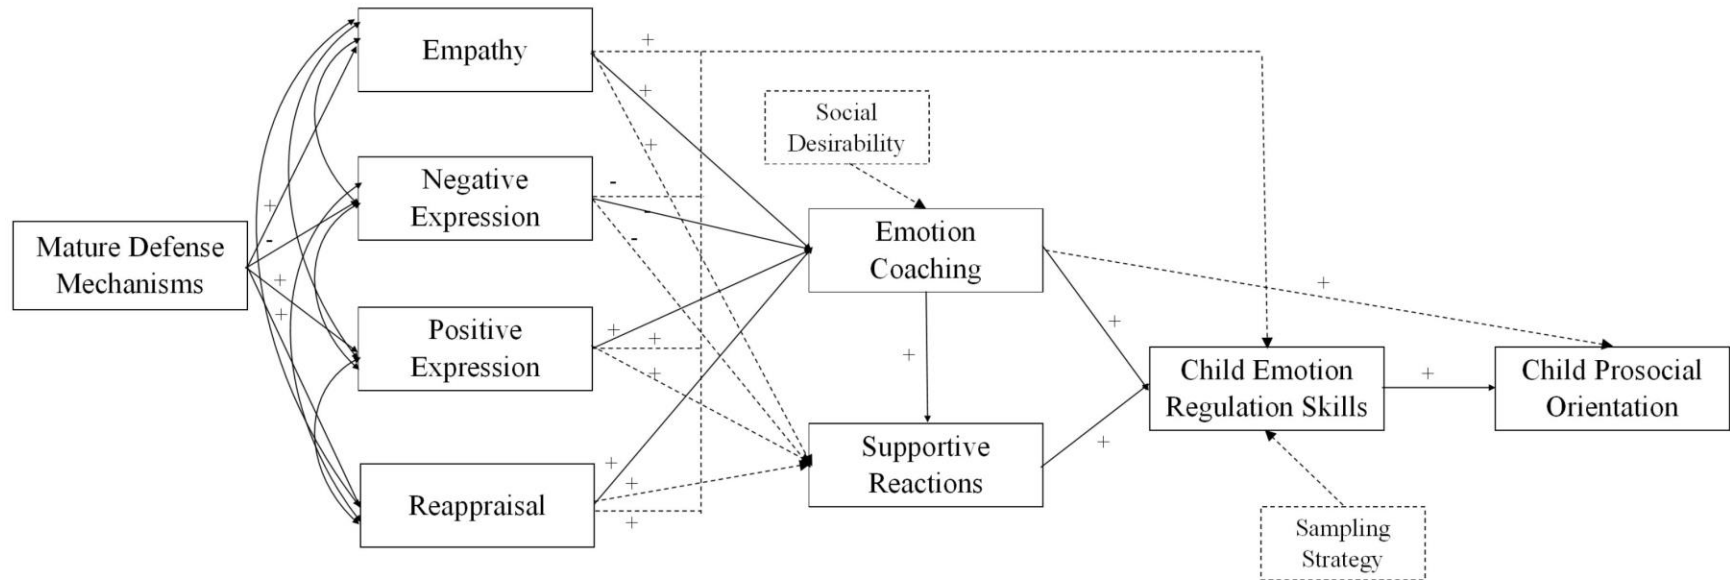 Empathy
Negative
Expression
Mature Defense
Mechanisms
Positive
Expression
Reappraisal
Social
Desirability
Emotion
Coaching
Supportive
Reactions
Child Emotion
Regulation Skills
Sampling
Strategy
Child Prosocial
Orientation
+
-
+
+
+
+
+
-
-
-
+
+
+
+
+
+
+
+
+
+
+